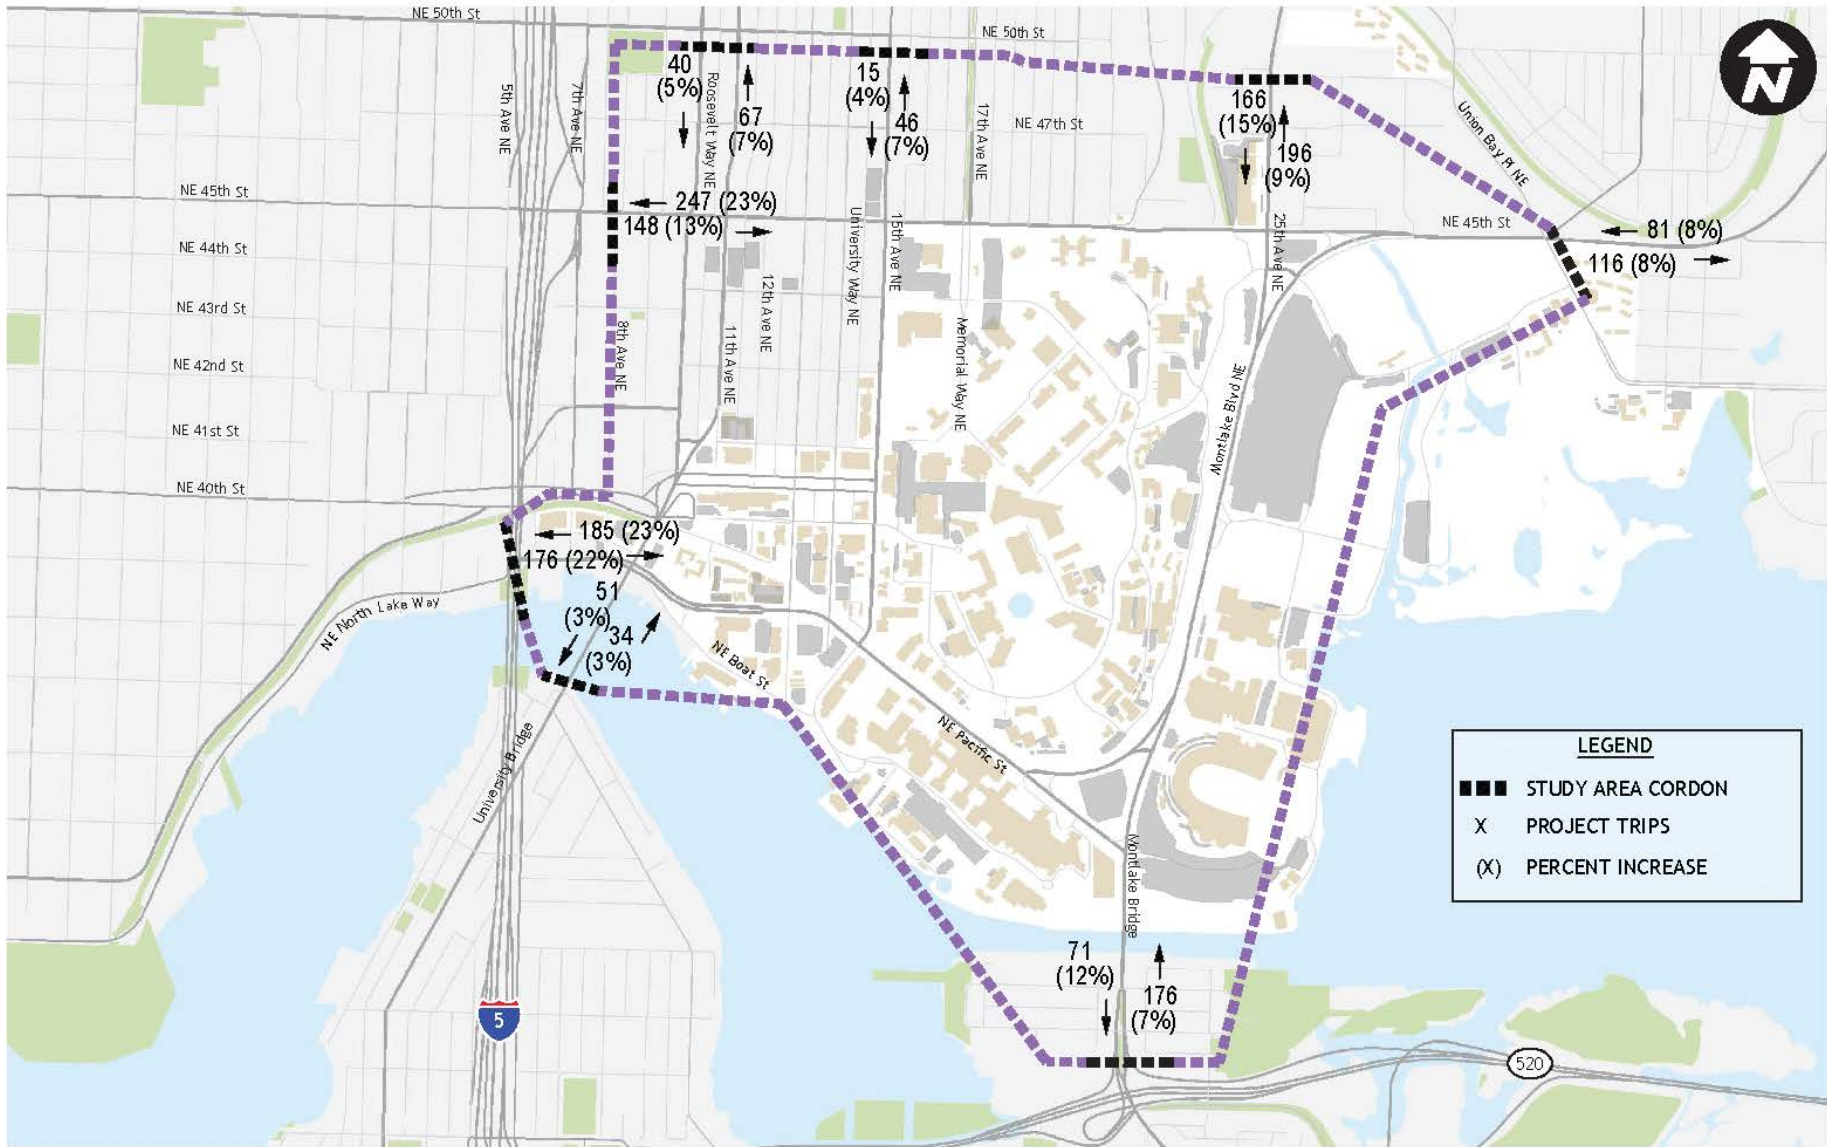 NE 50th St
NE 50th St
N
40
(5%)
67
(7%)
15
(4%)
46
(7%)
166
(15%)
196
(9%)
5th Ave NE
7th Ave NE
Roosevelt Way NE
17th Ave NE
NE 47th St
Union Bay Pl NE
NE 45th St
247 (23%)
148 (13%)
NE 45th St
81 (8%)
116 (8%)
NE 44th St
University Way NE
15th Ave NE
25th Ave NE
12th Ave NE
NE 43rd St
8th Ave NE
11th Ave NE
Memorial Way NE
NE 42nd St
Montlake Blvd NE
NE 41st St
NE 40th St
185 (23%)
176 (22%)
51
(3%)
34
(3%)
NE North Lake Way
NE Boat St
University Bridge
NE Pacific St
Montlake Bridge
71
(12%)
176
(7%)
5
520
LEGEND
STUDY AREA CORDON
X PROJECT TRIPS
(X) PERCENT INCREASE